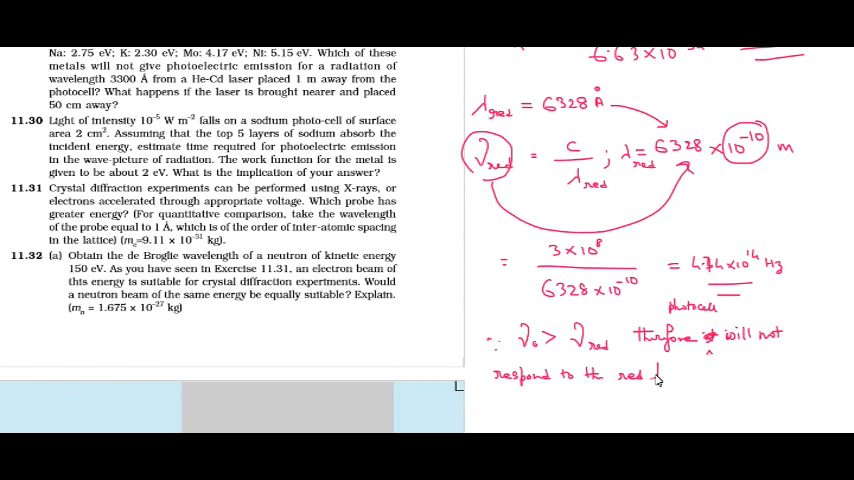 Na: 2.75 eV; K: 2.30 eV; Mo: 4.17 eV; Ni: 5.15 eV. Which of these
metals will not give photoelectric emission for a radiation of
wavelength 3300 Å from a He-Cd laser placed 1 m away from the
photocell? What happens if the laser is brought nearer and placed
50 cm away?
11.30 Light of intensity 10⁻⁵ W m⁻² falls on a sodium photo-cell of surface
area 2 cm². Assuming that the top 5 layers of sodium absorb the
incident energy, estimate time required for photoelectric emission
in the wave-picture of radiation. The work function for the metal is
given to be about 2 eV. What is the implication of your answer?
11.31 Crystal diffraction experiments can be performed using X-rays, or
electrons accelerated through appropriate voltage. Which probe has
greater energy? (For quantitative comparison, take the wavelength
of the probe equal to 1 Å, which is of the order of inter-atomic spacing
in the lattice) (mₑ=9.11 × 10⁻³¹ kg).
11.32 (a) Obtain the de Broglie wavelength of a neutron of kinetic energy
150 eV. As you have seen in Exercise 11.31, an electron beam of
this energy is suitable for crystal diffraction experiments. Would
a neutron beam of the same energy be equally suitable? Explain.
(mₙ = 1.675 × 10⁻²⁷ kg)
6.63×10
λred = 6328 Å
νred = c / λred ; λred = 6328 × 10⁻¹⁰ m
= 3×10⁸ / 6328×10⁻¹⁰ = 4.74×10¹⁴ Hz
photocell
∵ ν₀ > νred therefore it will not
respond to the red